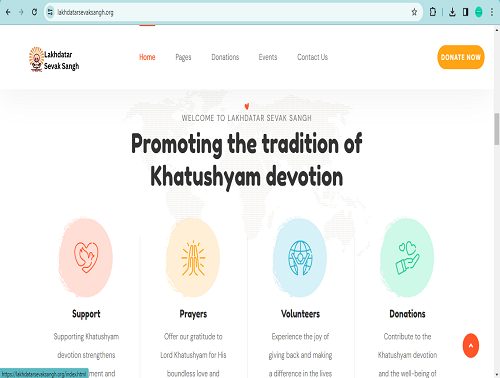 lakhdatarsevaksangh.org
Lakhdatar
Sevak Sangh
Home Pages Donations Events Contact Us
DONATE NOW
WELCOME TO LAKHDATAR SEVAK SANGH
Promoting the tradition of
Khatushyam devotion
Support Prayers Volunteers Donations
Supporting Khatushyam Offer our gratitude to Experience the joy of Contribute to the
devotion strengthens Lord Khatushyam for His giving back and making Khatushyam devotion
ment and boundless love and a difference in the lives and the well-being of
https://lakhdatarsevaksangh.org/index.html